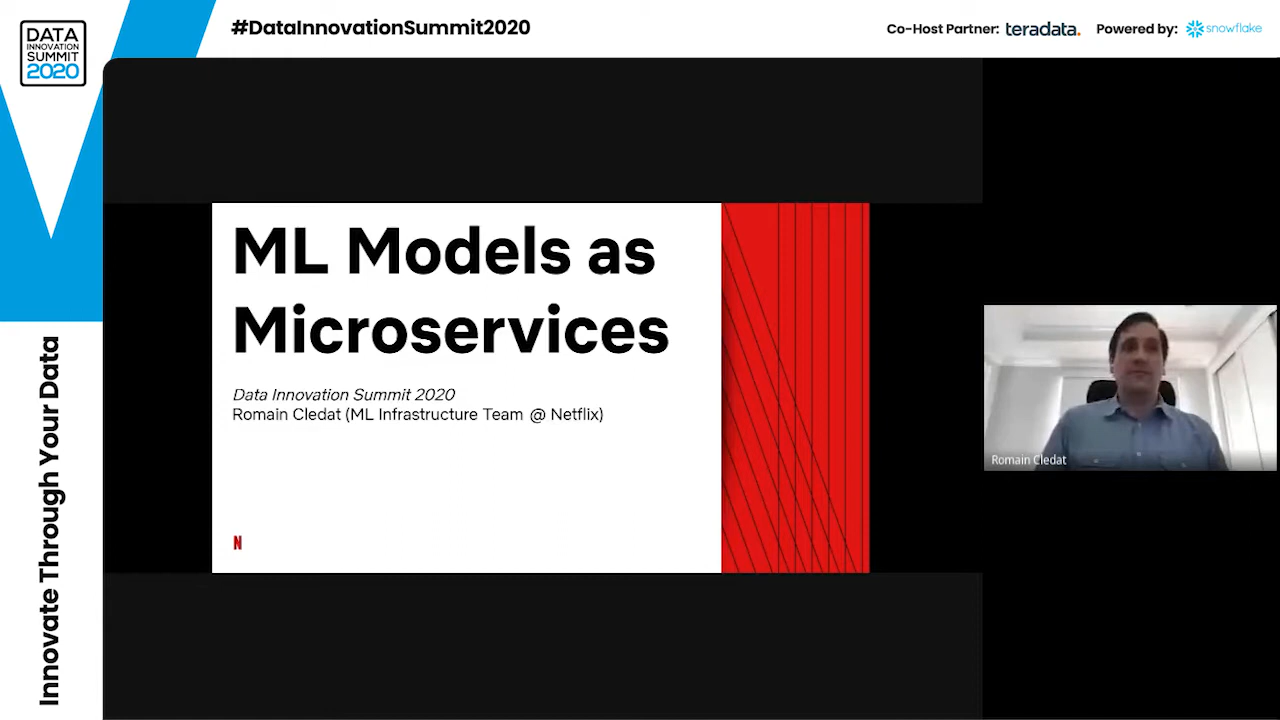 #DataInnovationSummit2020
Co-Host Partner: teradata. Powered by: snowflake
DATA
INNOVATION
SUMMIT
2020
ML Models as
Microservices
Data Innovation Summit 2020
Romain Cledat (ML Infrastructure Team @ Netflix)
N
Romain Cledat
Innovate Through Your Data